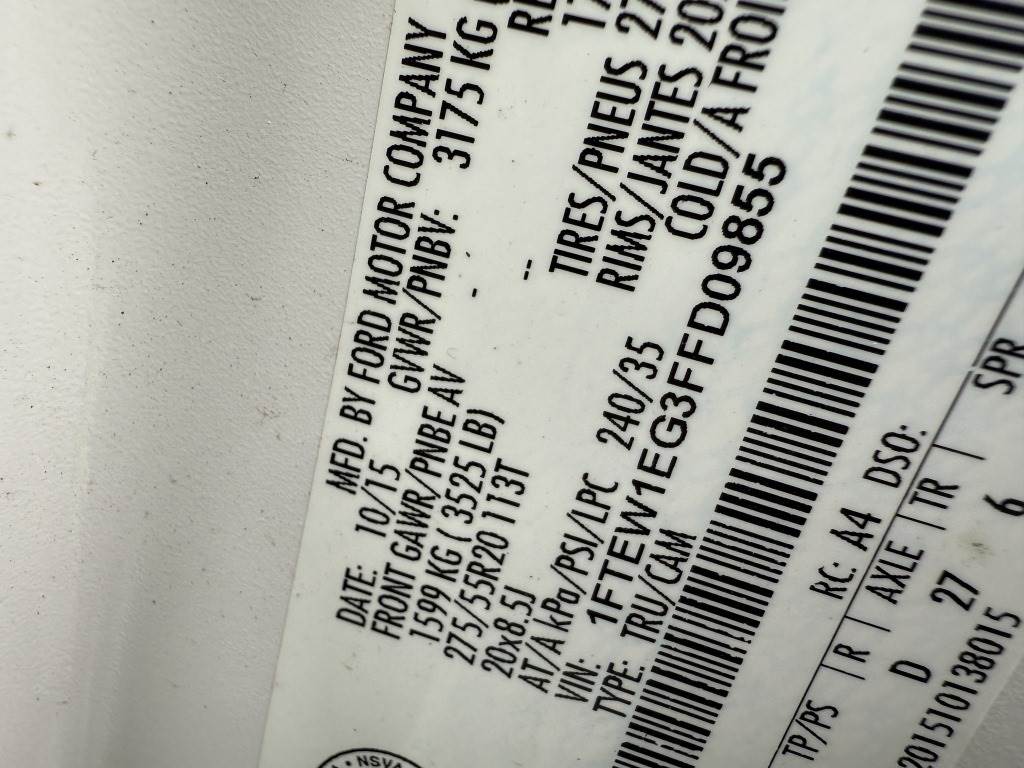 MFD. BY FORD MOTOR COMPANY
DATE: 10/15 GVWR/PNBV: 3175 KG
FRONT GAWR/PNBE AV
1599 KG ( 3525 LB)
275/55R20 113T TIRES/PNEUS
20x8.5J RIMS/JANTES
AT/A kPa/PSI/LPC 240/35 COLD/A
VIN: 1FTEW1EG3FFD09855
TYPE: TRU/CAM
RC: A4 DSO:
TP/PS R AXLE TR SPR
D 27 6
NSVA